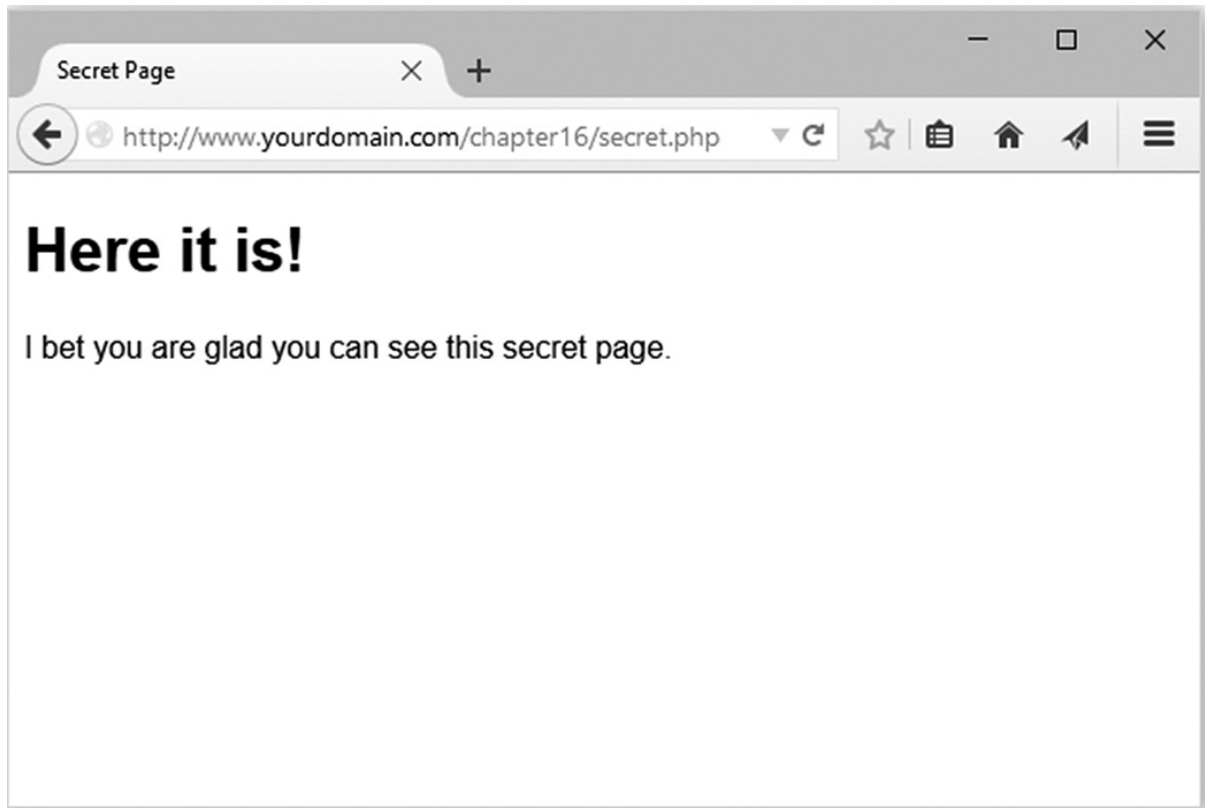 Secret Page
http://www.yourdomain.com/chapter16/secret.php
Here it is!
I bet you are glad you can see this secret page.